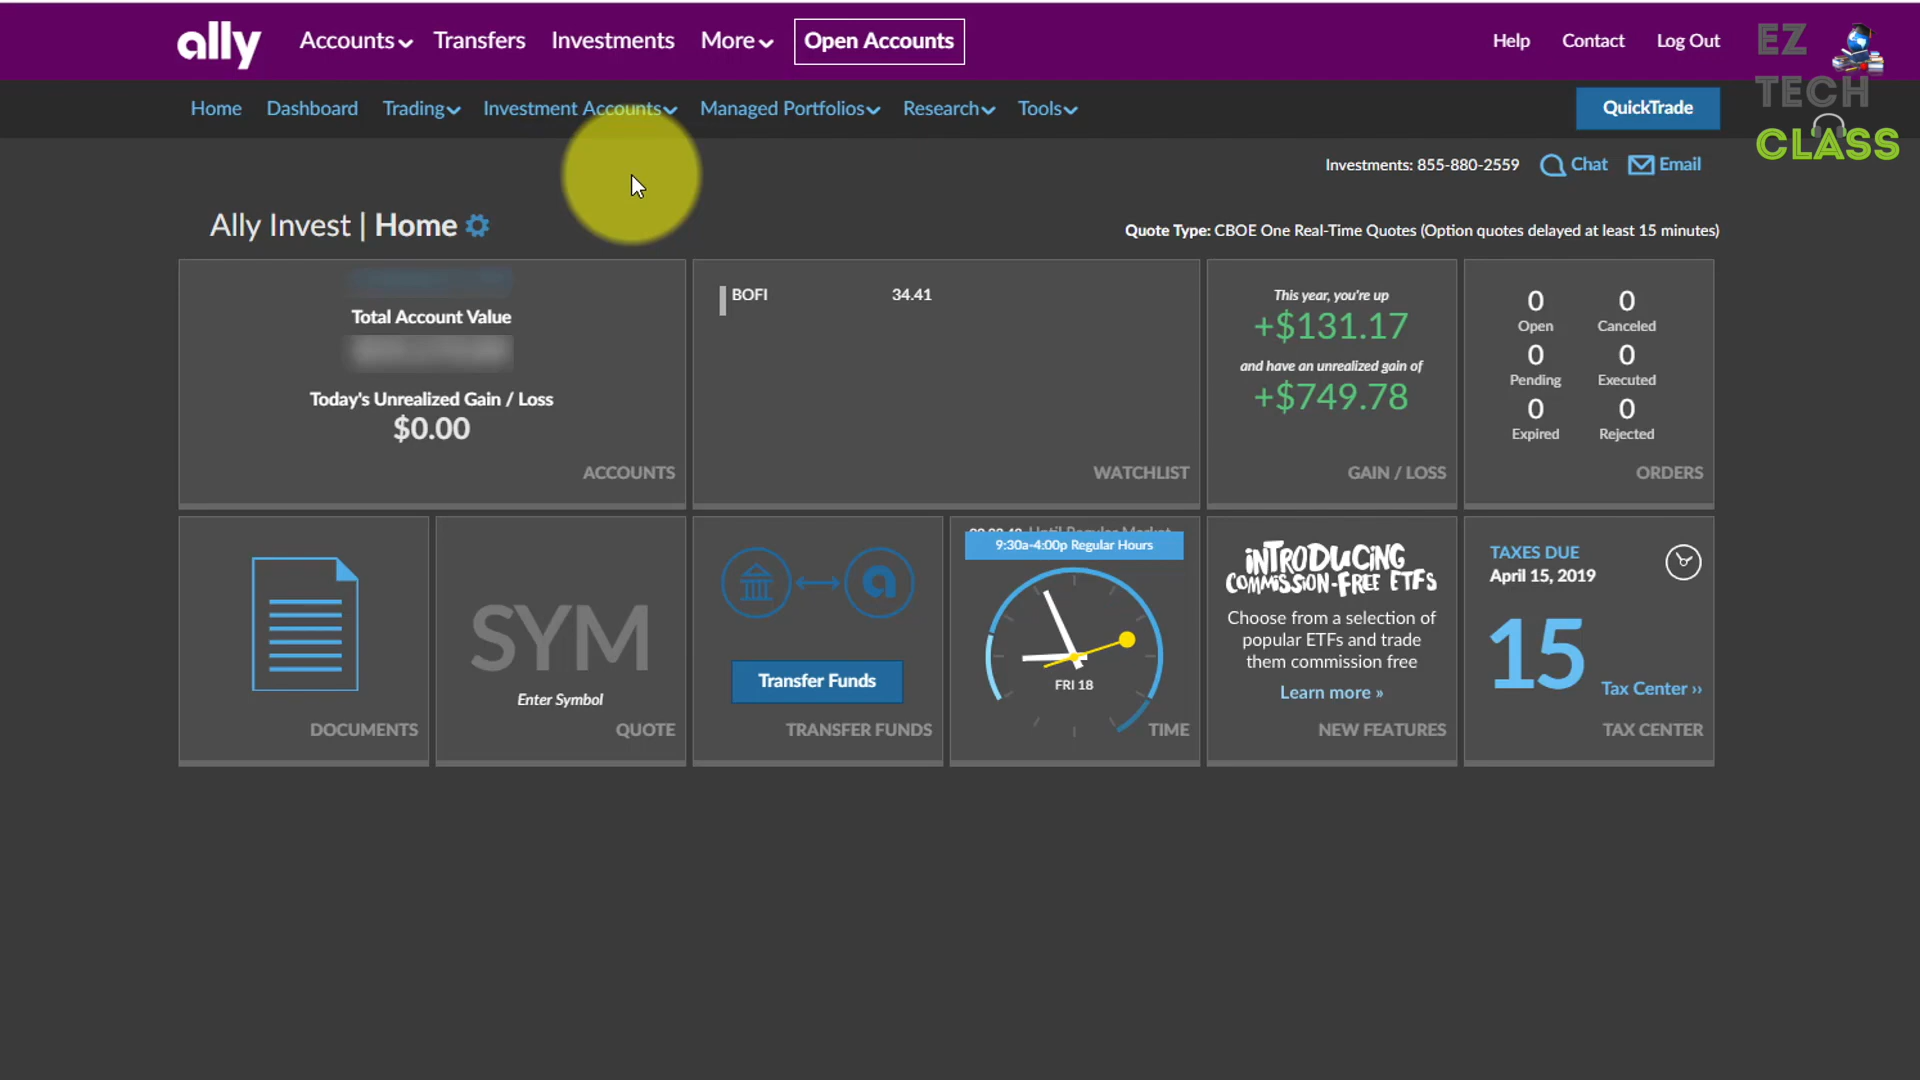 ally Accounts Transfers Investments More Open Accounts Help Contact Log Out
EZ
TECH
CLASS
Home Dashboard Trading Investment Accounts Managed Portfolios Research Tools QuickTrade
Investments: 855-880-2559 Chat Email
Ally Invest | Home
Quote Type: CBOE One Real-Time Quotes (Option quotes delayed at least 15 minutes)
Total Account Value
Today's Unrealized Gain / Loss
$0.00
ACCOUNTS
BOFI 34.41
WATCHLIST
This year, you're up
+$131.17
and have an unrealized gain of
+$749.78
GAIN / LOSS
0 0
Open Canceled
0 0
Pending Executed
0 0
Expired Rejected
ORDERS
DOCUMENTS
SYM
Enter Symbol
QUOTE
Transfer Funds
TRANSFER FUNDS
Until Regular Market
9:30a-4:00p Regular Hours
FRI 18
TIME
INTRODUCING
COMMISSION-FREE ETFS
Choose from a selection of
popular ETFs and trade
them commission free
Learn more »
NEW FEATURES
TAXES DUE
April 15, 2019
15
Tax Center ››
TAX CENTER